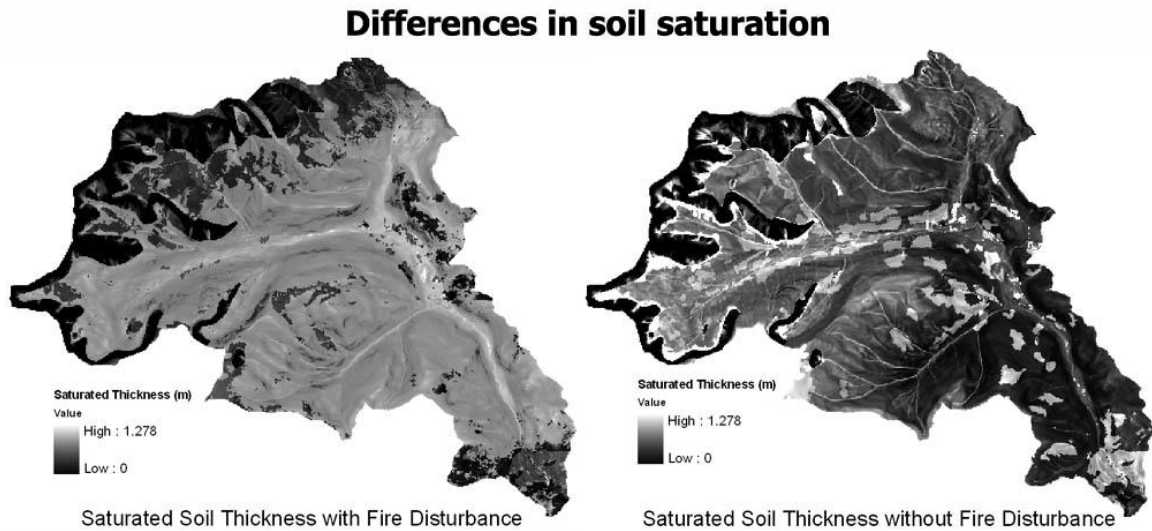 Differences in soil saturation
Saturated Thickness (m)
Value
High : 1.278
Low : 0
Saturated Soil Thickness with Fire Disturbance
Saturated Thickness (m)
Value
High : 1.278
Low : 0
Saturated Soil Thickness without Fire Disturbance